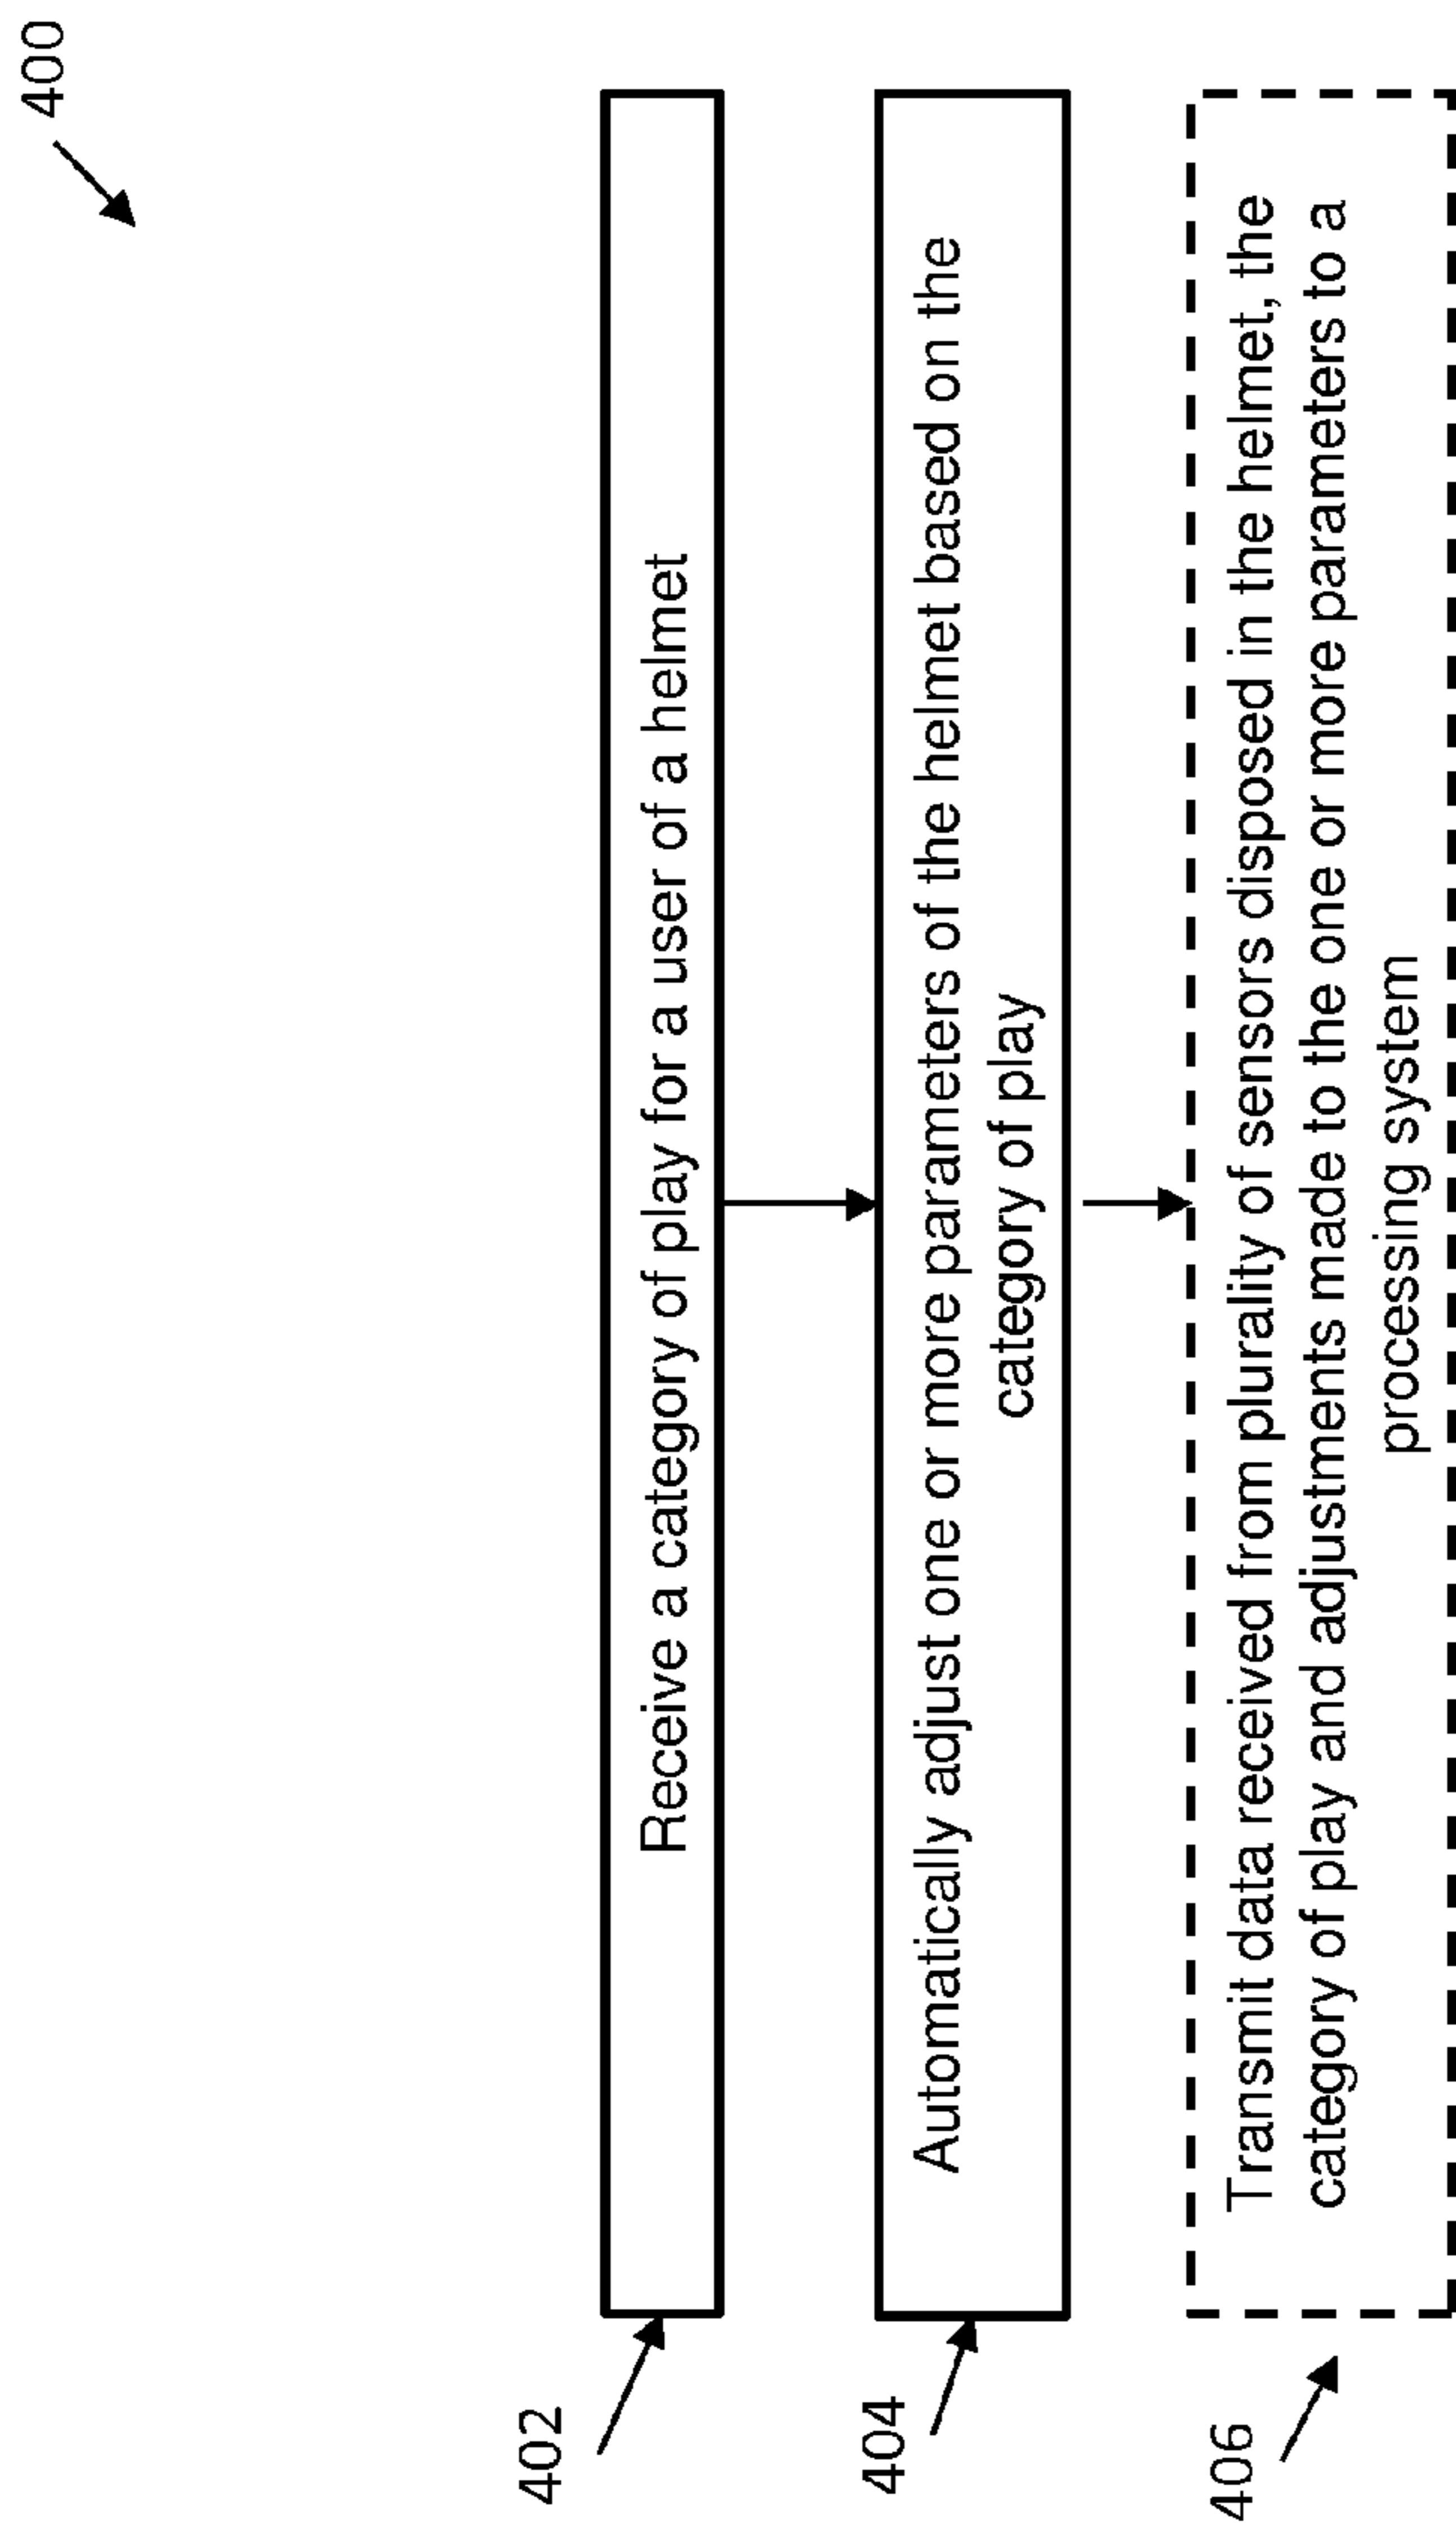 400
402
Receive a category of play for a user of a helmet
404
Automatically adjust one or more parameters of the helmet based on the
category of play
406
Transmit data received from plurality of sensors disposed in the helmet, the
category of play and adjustments made to the one or more parameters to a
processing system